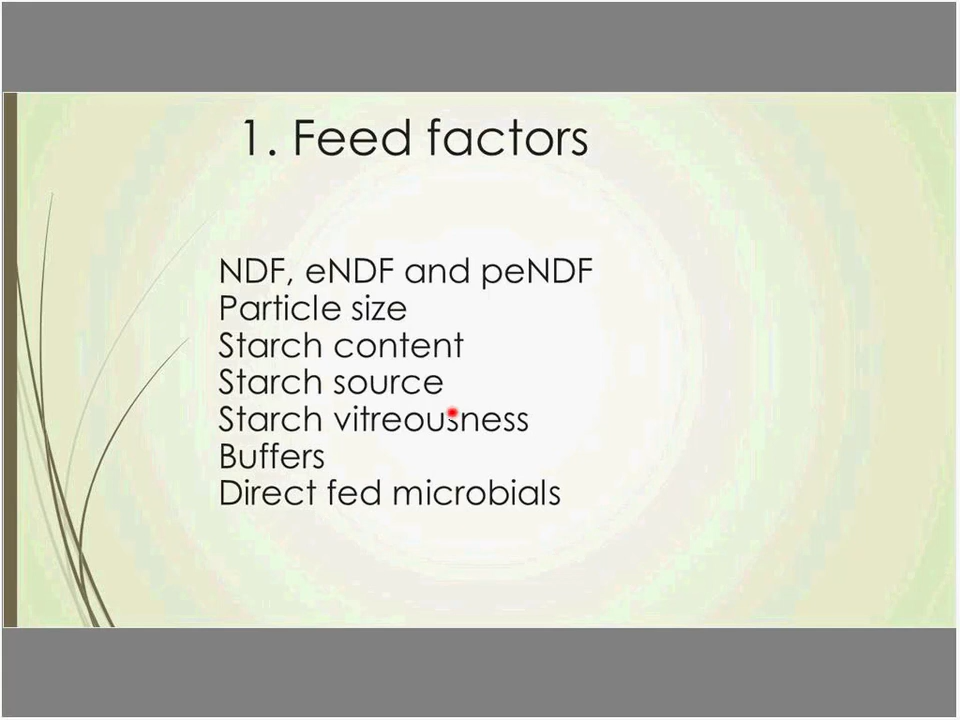 1. Feed factors
NDF, eNDF and peNDF
Particle size
Starch content
Starch source
Starch vitreousness
Buffers
Direct fed microbials